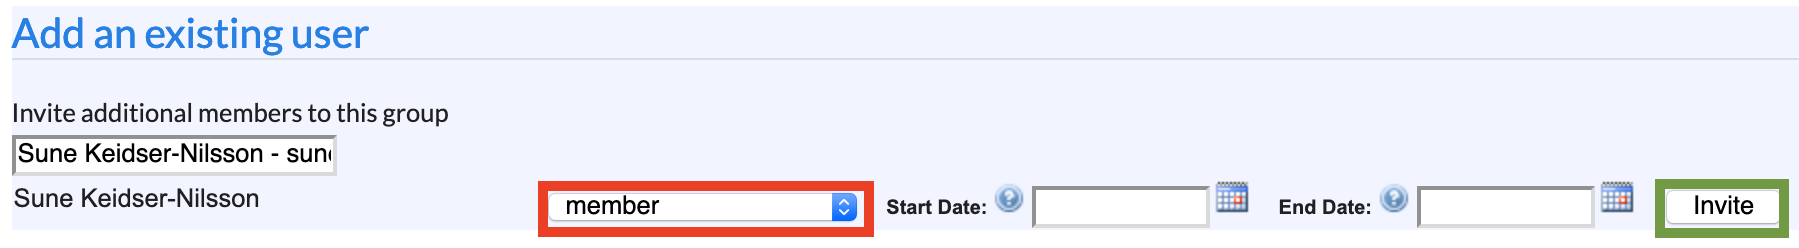 Add an existing user
Invite additional members to this group
Sune Keidser-Nilsson - sun
Sune Keidser-Nilsson member Start Date: ? End Date: ? Invite